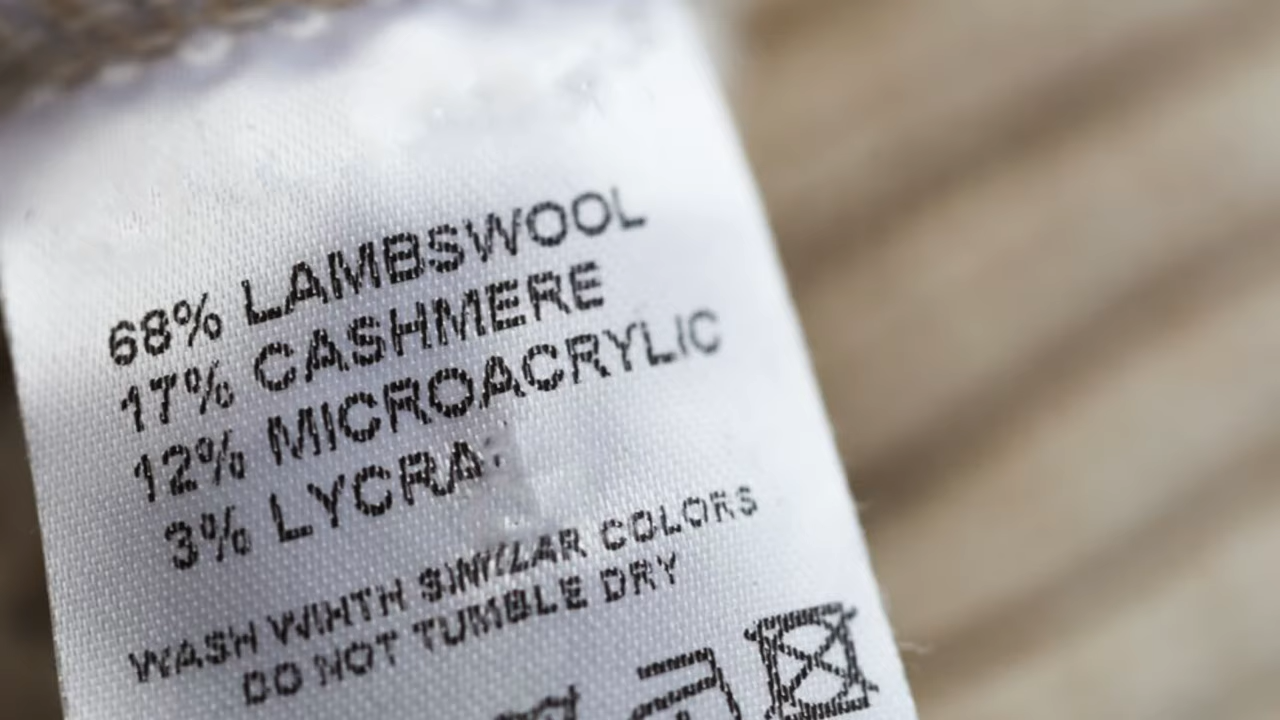 68% LAMBSWOOL
17% CASHMERE
12% MICROACRYLIC
3% LYCRA
WASH WIHTH SIMILAR COLORS
DO NOT TUMBLE DRY